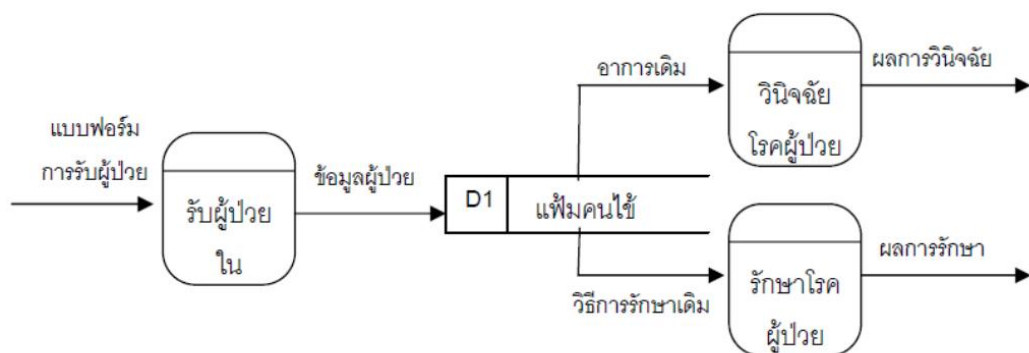 แบบฟอร์ม
การรับผู้ป่วย
รับผู้ป่วย
ใน
ข้อมูลผู้ป่วย
D1
แฟ้มคนไข้
อาการเดิม
วินิจฉัย
โรคผู้ป่วย
ผลการวินิจฉัย
วิธีการรักษาเดิม
รักษาโรค
ผู้ป่วย
ผลการรักษา